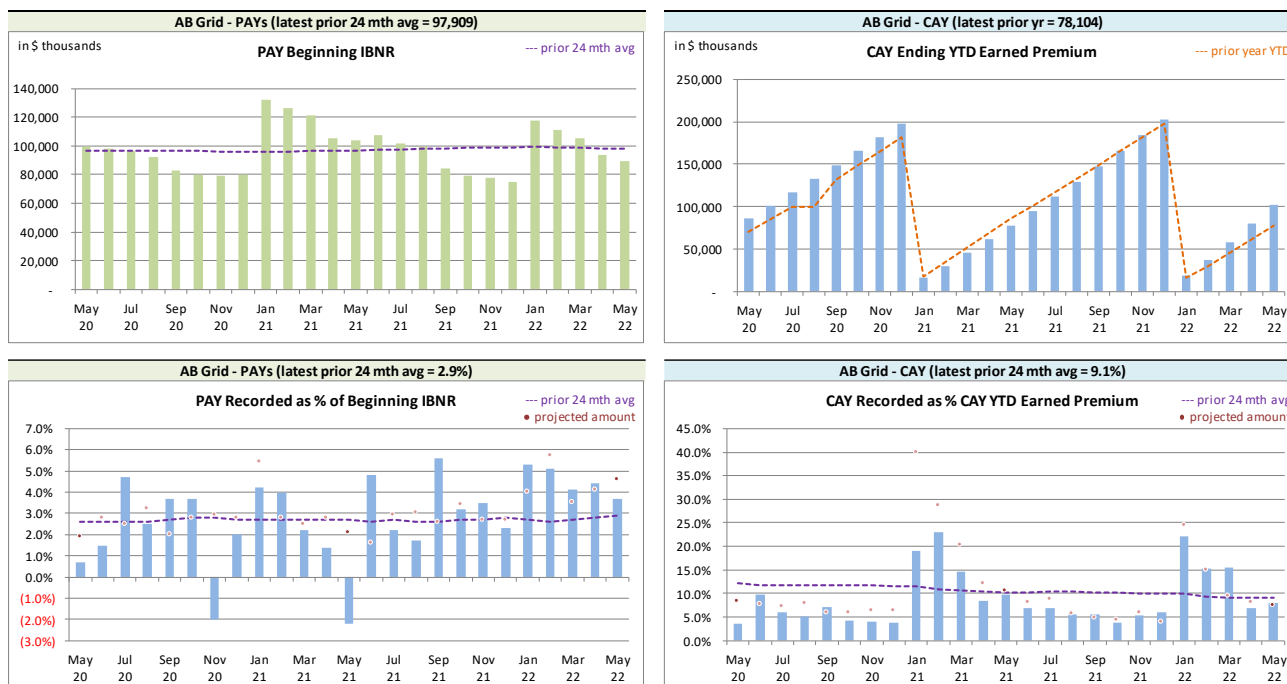 AB Grid - PAYs (latest prior 24 mth avg = 97,909)
in $ thousands
PAY Beginning IBNR
--- prior 24 mth avg
140,000
120,000
100,000
80,000
60,000
40,000
20,000
-
May Jul Sep Nov Jan Mar May Jul Sep Nov Jan Mar May
20 20 20 20 21 21 21 21 21 21 22 22 22
AB Grid - CAY (latest prior yr = 78,104)
in $ thousands
CAY Ending YTD Earned Premium
--- prior year YTD
250,000
200,000
150,000
100,000
50,000
-
May Jul Sep Nov Jan Mar May Jul Sep Nov Jan Mar May
20 20 20 20 21 21 21 21 21 21 22 22 22
AB Grid - PAYs (latest prior 24 mth avg = 2.9%)
PAY Recorded as % of Beginning IBNR
--- prior 24 mth avg
• projected amount
7.0%
6.0%
5.0%
4.0%
3.0%
2.0%
1.0%
0.0%
(1.0%)
(2.0%)
(3.0%)
May Jul Sep Nov Jan Mar May Jul Sep Nov Jan Mar May
20 20 20 20 21 21 21 21 21 21 22 22 22
AB Grid - CAY (latest prior 24 mth avg = 9.1%)
CAY Recorded as % CAY YTD Earned Premium
--- prior 24 mth avg
• projected amount
45.0%
40.0%
35.0%
30.0%
25.0%
20.0%
15.0%
10.0%
5.0%
0.0%
May Jul Sep Nov Jan Mar May Jul Sep Nov Jan Mar May
20 20 20 20 21 21 21 21 21 21 22 22 22